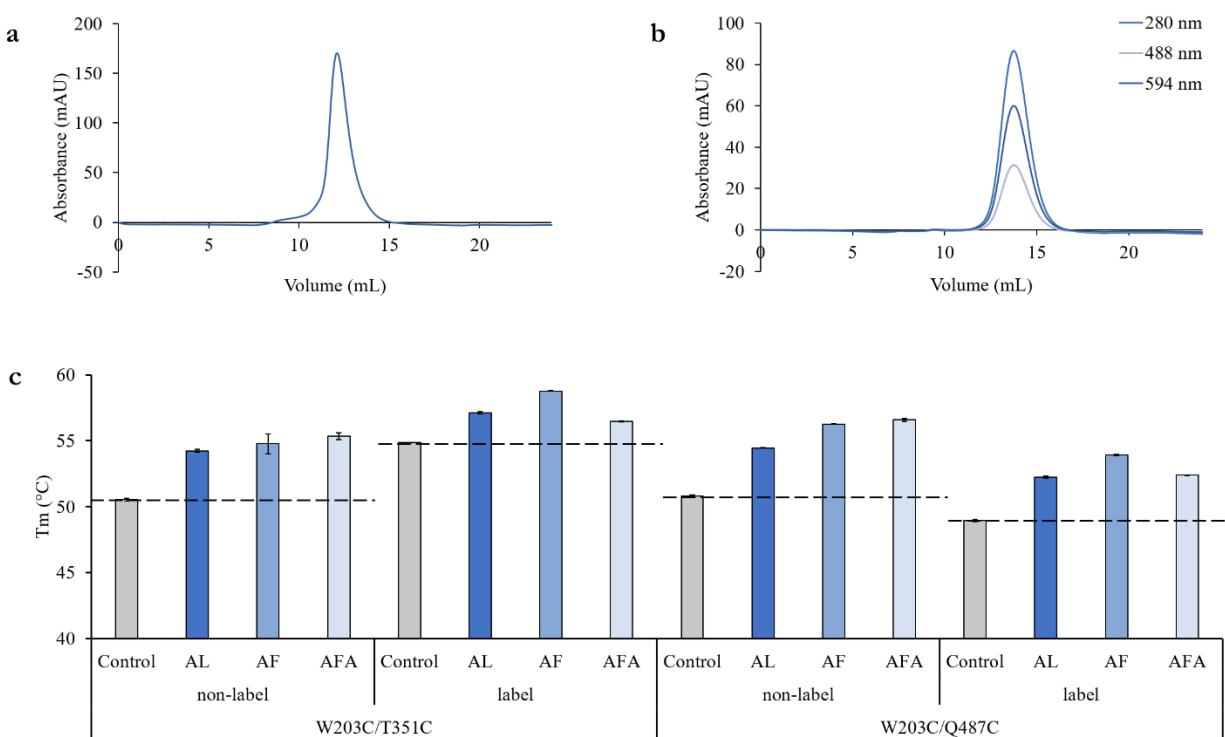 a
200
150
100
50
0
-50
Absorbance (mAU)
0 5 10 15 20
Volume (mL)
b
100
80
60
40
20
0
-20
Absorbance (mAU)
0 5 10 15 20
Volume (mL)
280 nm
488 nm
594 nm
c
60
55
50
45
40
Tm (°C)
Control AL AF AFA Control AL AF AFA Control AL AF AFA Control AL AF AFA
non-label label non-label label
W203C/T351C W203C/Q487C